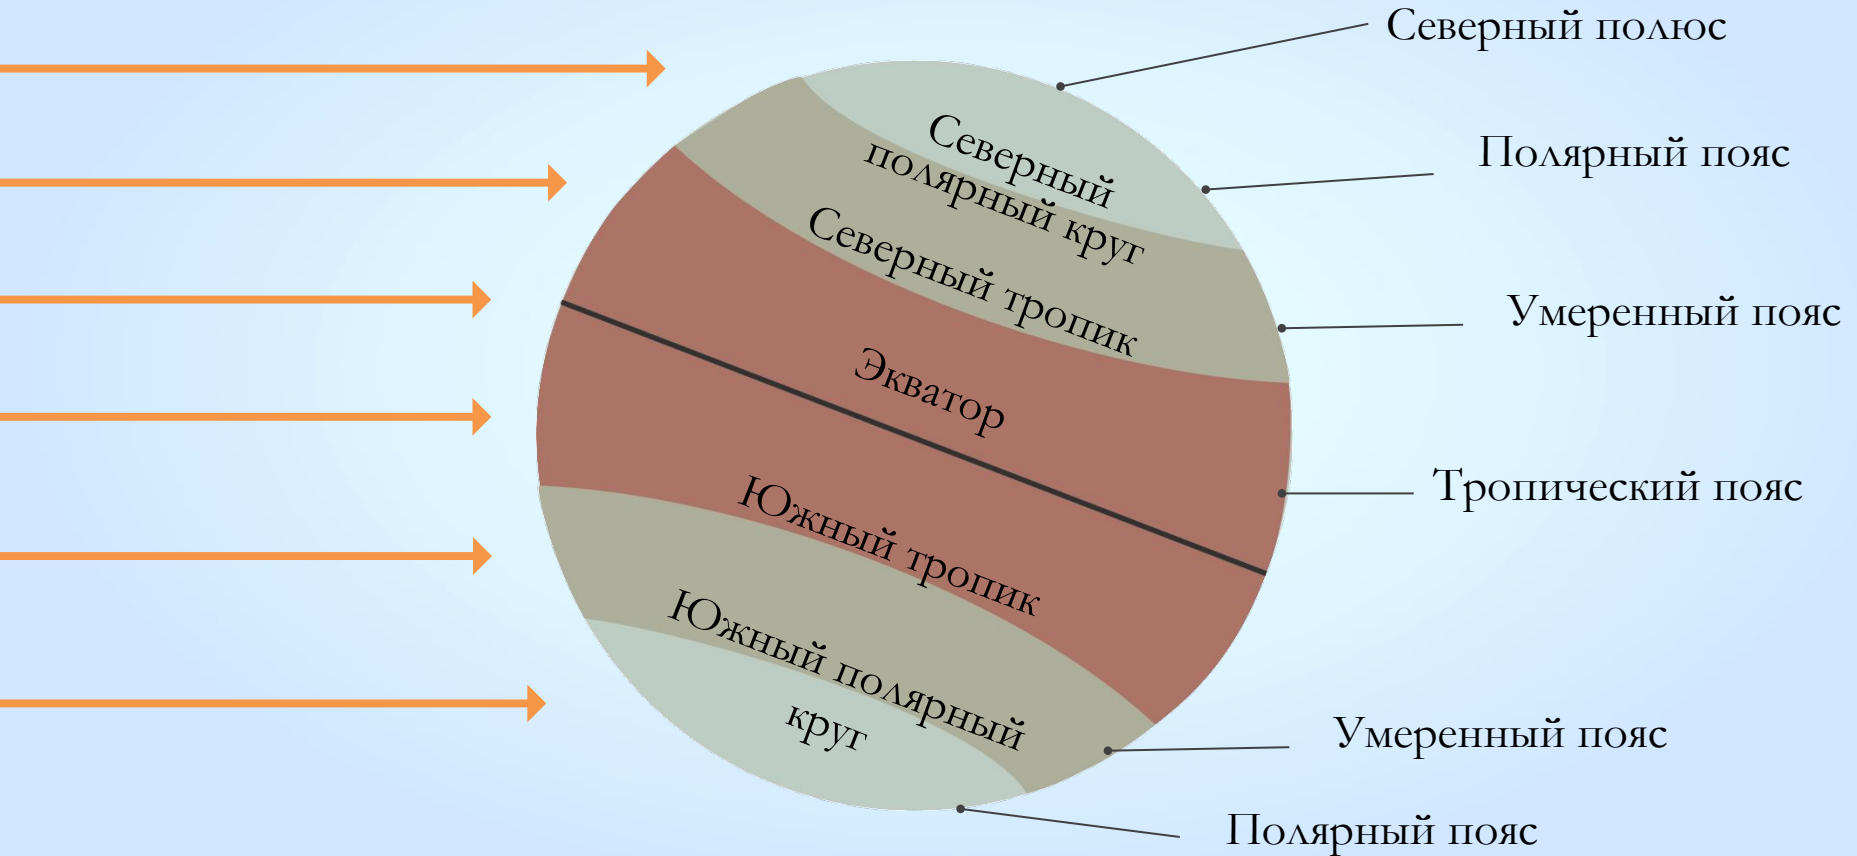 Северный полюс
Полярный пояс
Северный
полярный круг
Северный тропик
Умеренный пояс
Экватор
Тропический пояс
Южный тропик
Южный полярный
круг
Умеренный пояс
Полярный пояс